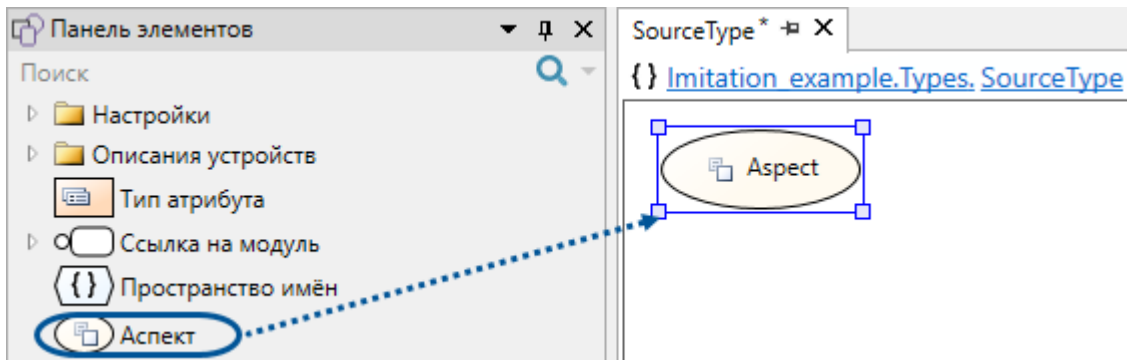 Панель элементов
Поиск
Настройки
Описания устройств
Тип атрибута
Ссылка на модуль
{ } Пространство имён
Аспект
SourceType*
{ } Imitation_example.Types. SourceType
Aspect